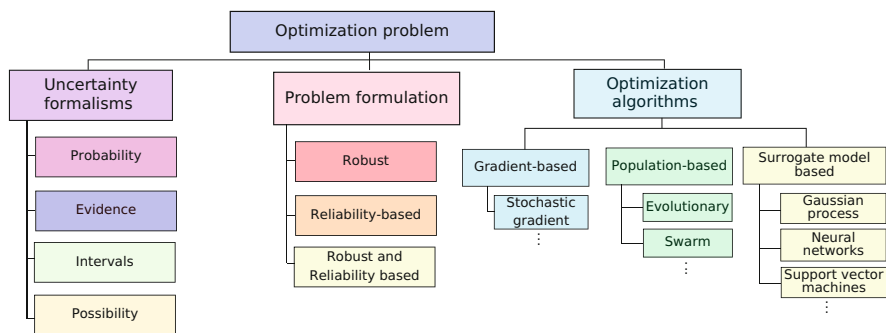 Optimization problem
Uncertainty
formalisms
Probability
Evidence
Intervals
Possibility
Problem formulation
Robust
Reliability-based
Robust and
Reliability based
Optimization
algorithms
Gradient-based
Stochastic
gradient
⋮
Population-based
Evolutionary
Swarm
⋮
Surrogate model
based
Gaussian
process
Neural
networks
Support vector
machines
⋮